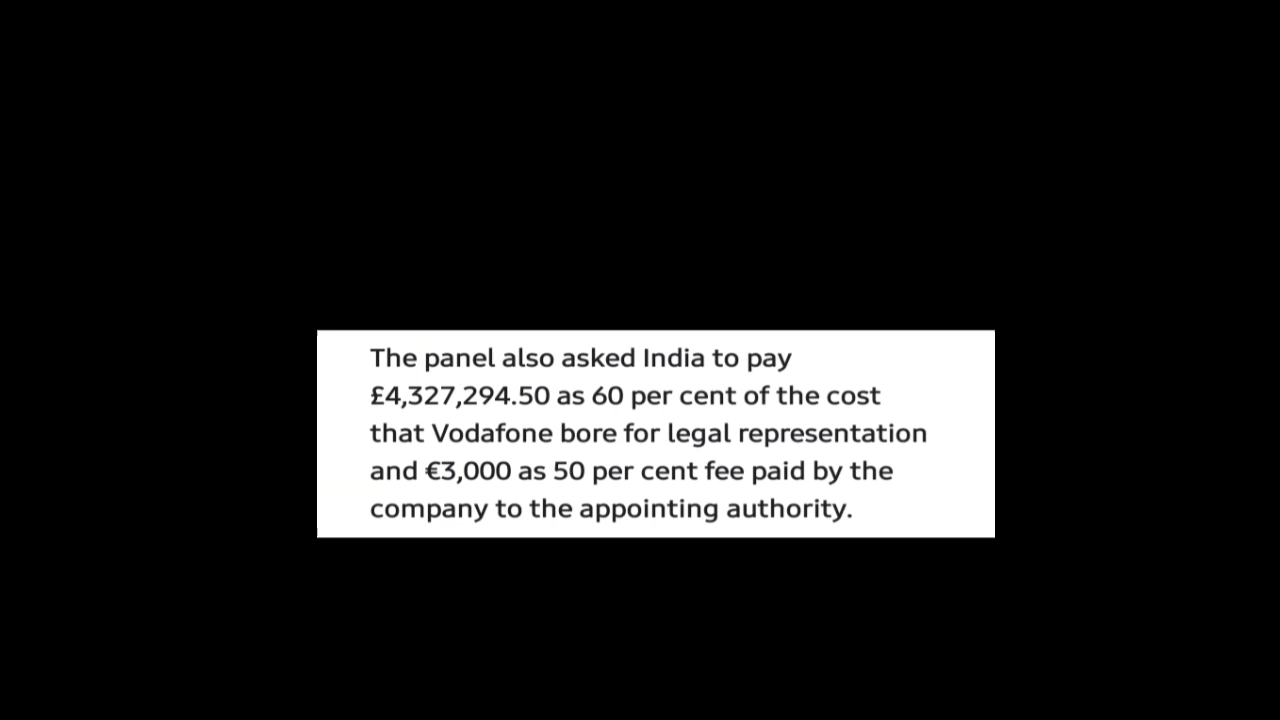 The panel also asked India to pay
£4,327,294.50 as 60 per cent of the cost
that Vodafone bore for legal representation
and €3,000 as 50 per cent fee paid by the
company to the appointing authority.